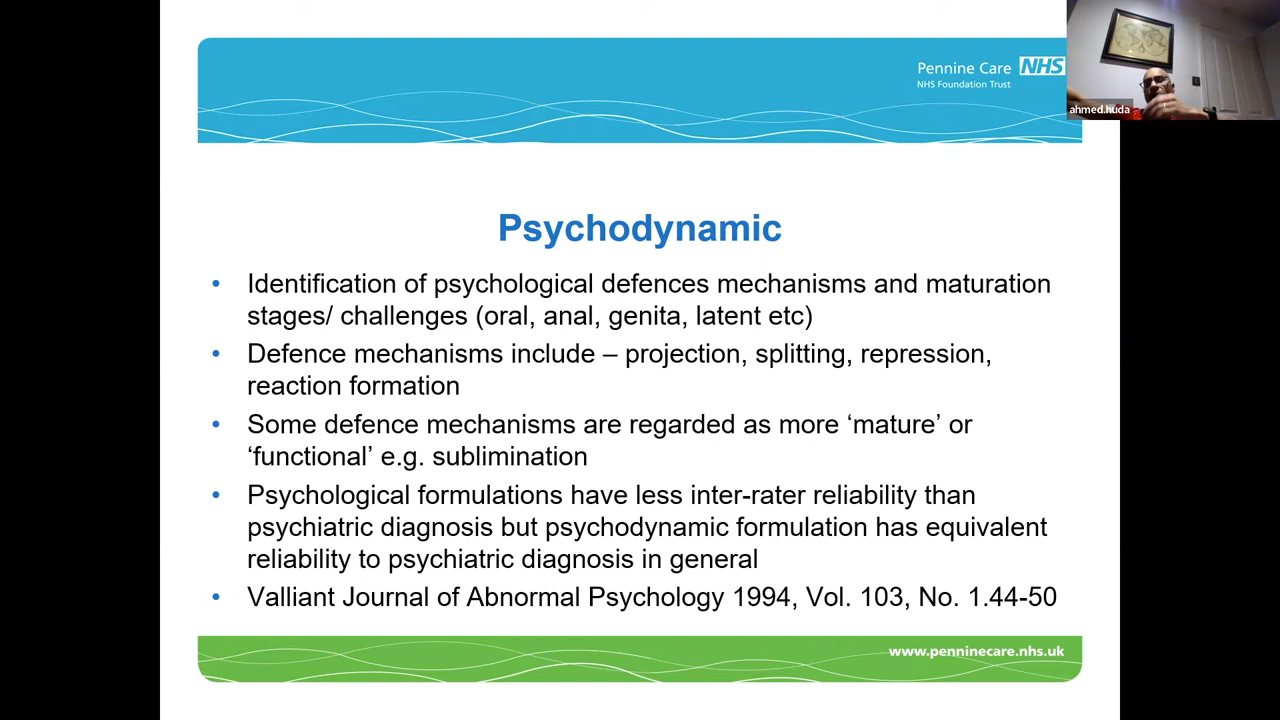 Pennine Care NHS
NHS Foundation Trust
ahmed.huda
Psychodynamic
• Identification of psychological defences mechanisms and maturation
stages/ challenges (oral, anal, genita, latent etc)
• Defence mechanisms include – projection, splitting, repression,
reaction formation
• Some defence mechanisms are regarded as more ‘mature’ or
‘functional’ e.g. sublimination
• Psychological formulations have less inter-rater reliability than
psychiatric diagnosis but psychodynamic formulation has equivalent
reliability to psychiatric diagnosis in general
• Valliant Journal of Abnormal Psychology 1994, Vol. 103, No. 1.44-50
www.penninecare.nhs.uk